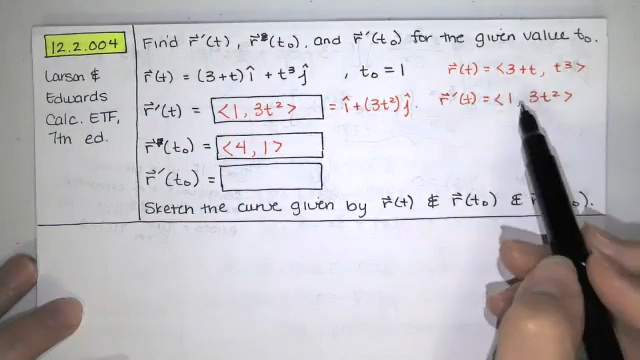 12.2.004
Find r⃗'(t), r⃗(t₀), and r⃗'(t₀) for the given value t₀.
Larson &
Edwards
Calc. ETF,
7th ed.
r⃗(t) = (3+t) î + t³ ĵ , t₀ = 1
r⃗(t) = <3+t, t³>
r⃗'(t) = <1, 3t²> = î + (3t²) ĵ.
r⃗'(t) = <1, 3t²>
r⃗(t₀) = <4, 1>
r⃗'(t₀) =
Sketch the curve given by r⃗(t) & r⃗(t₀) & (t₀).